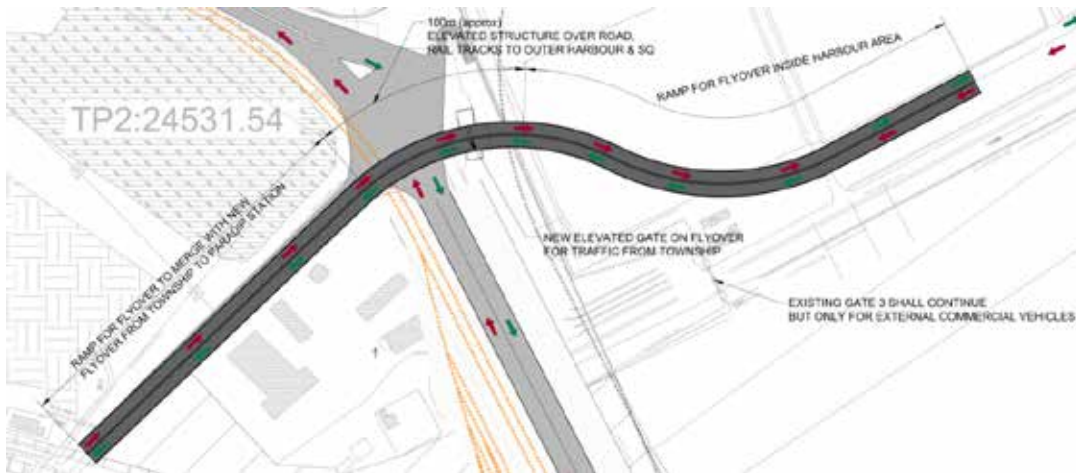 100m (approx)
ELEVATED STRUCTURE OVER ROAD,
RAIL TRACKS TO OUTER HARBOUR & SQ
RAMP FOR FLYOVER INSIDE HARBOUR AREA
TP2:24531.54
RAMP FOR FLYOVER TO MERGE WITH NEW
FLYOVER FROM TOWNSHIP TO PARADIP STATION
NEW ELEVATED GATE ON FLYOVER
FOR TRAFFIC FROM TOWNSHIP
EXISTING GATE 3 SHALL CONTINUE
BUT ONLY FOR EXTERNAL COMMERCIAL VEHICLES